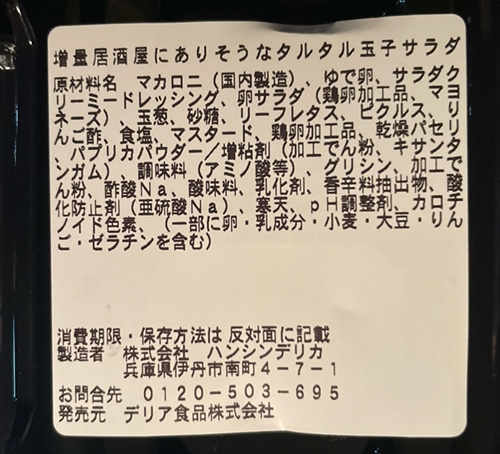 増量居酒屋にありそうなタルタル玉子サラダ
原材料名 マカロニ（国内製造）、ゆで卵、サラダク
リーミードレッシング、卵サラダ（鶏卵加工品、マヨ
ネーズ）、玉葱、砂糖、リーフレタス、ピクルス、り
んご酢、食塩、マスタード、鶏卵加工品、乾燥パセリ
、パプリカパウダー／増粘剤（加工でん粉、キサンタ
ンガム）、調味料（アミノ酸等）、グリシン、加工で
ん粉、酢酸Ｎａ、酸味料、乳化剤、香辛料抽出物、酸
化防止剤（亜硫酸Ｎａ）、寒天、ｐＨ調整剤、カロチ
ノイド色素、（一部に卵・乳成分・小麦・大豆・りん
ご・ゼラチンを含む）
消費期限・保存方法は 反対面に記載
製造者 株式会社 ハンシンデリカ
兵庫県伊丹市南町４－７－１
お問合先 ０１２０－５０３－６９５
発売元 デリア食品株式会社